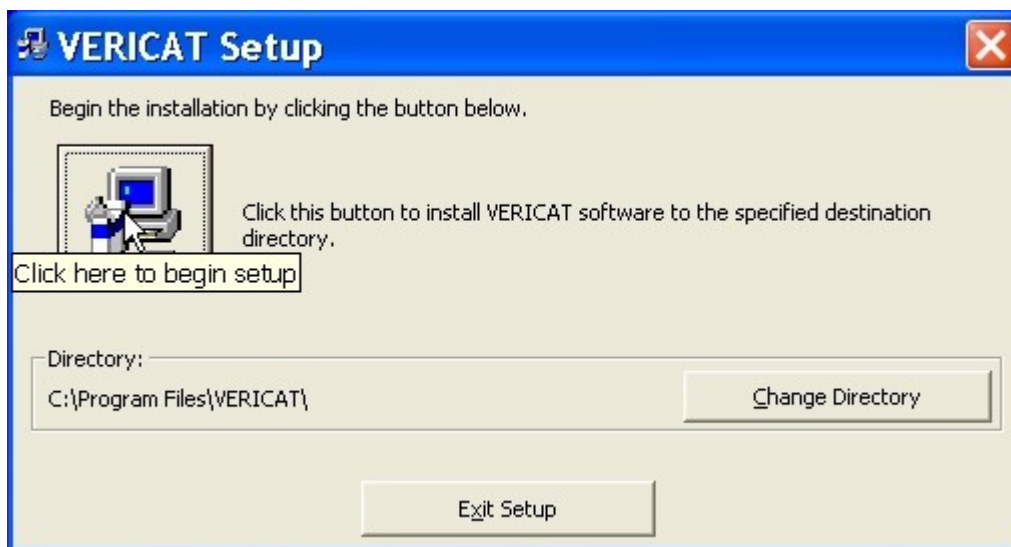 VERICAT Setup
Begin the installation by clicking the button below.
Click this button to install VERICAT software to the specified destination
directory.
Click here to begin setup
Directory:
C:\Program Files\VERICAT\
Change Directory
Exit Setup